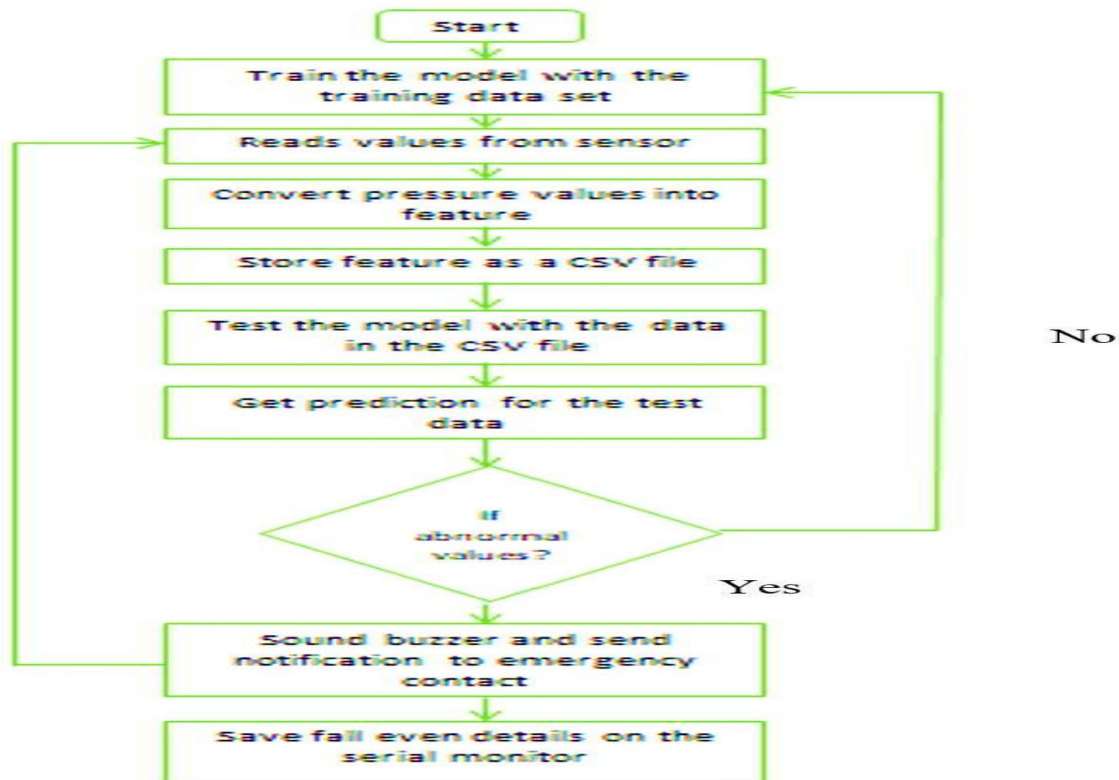 Start
Train the model with the
training data set
Reads values from sensor
Convert pressure values into
feature
Store feature as a CSV file
Test the model with the data
in the CSV file
No
Get prediction for the test
data
If
abnormal
values?
Yes
Sound buzzer and send
notification to emergency
contact
Save fall even details on the
serial monitor